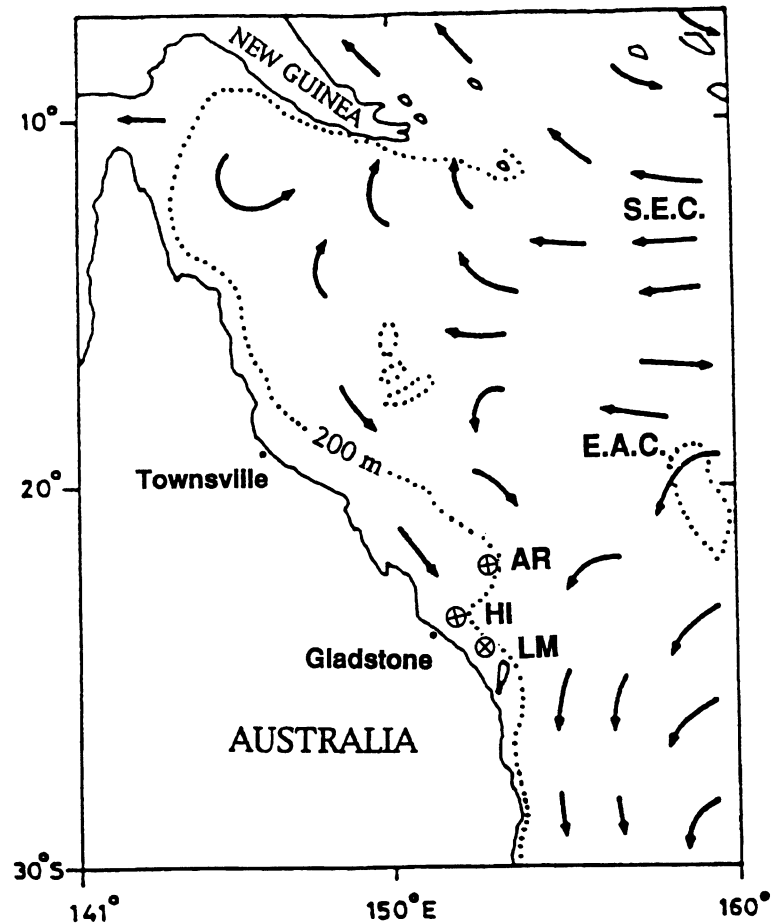 NEW GUINEA
10°
S.E.C.
E.A.C.
200 m
Townsville
20°
AR
HI
LM
Gladstone
AUSTRALIA
30°S
141°
150°E
160°